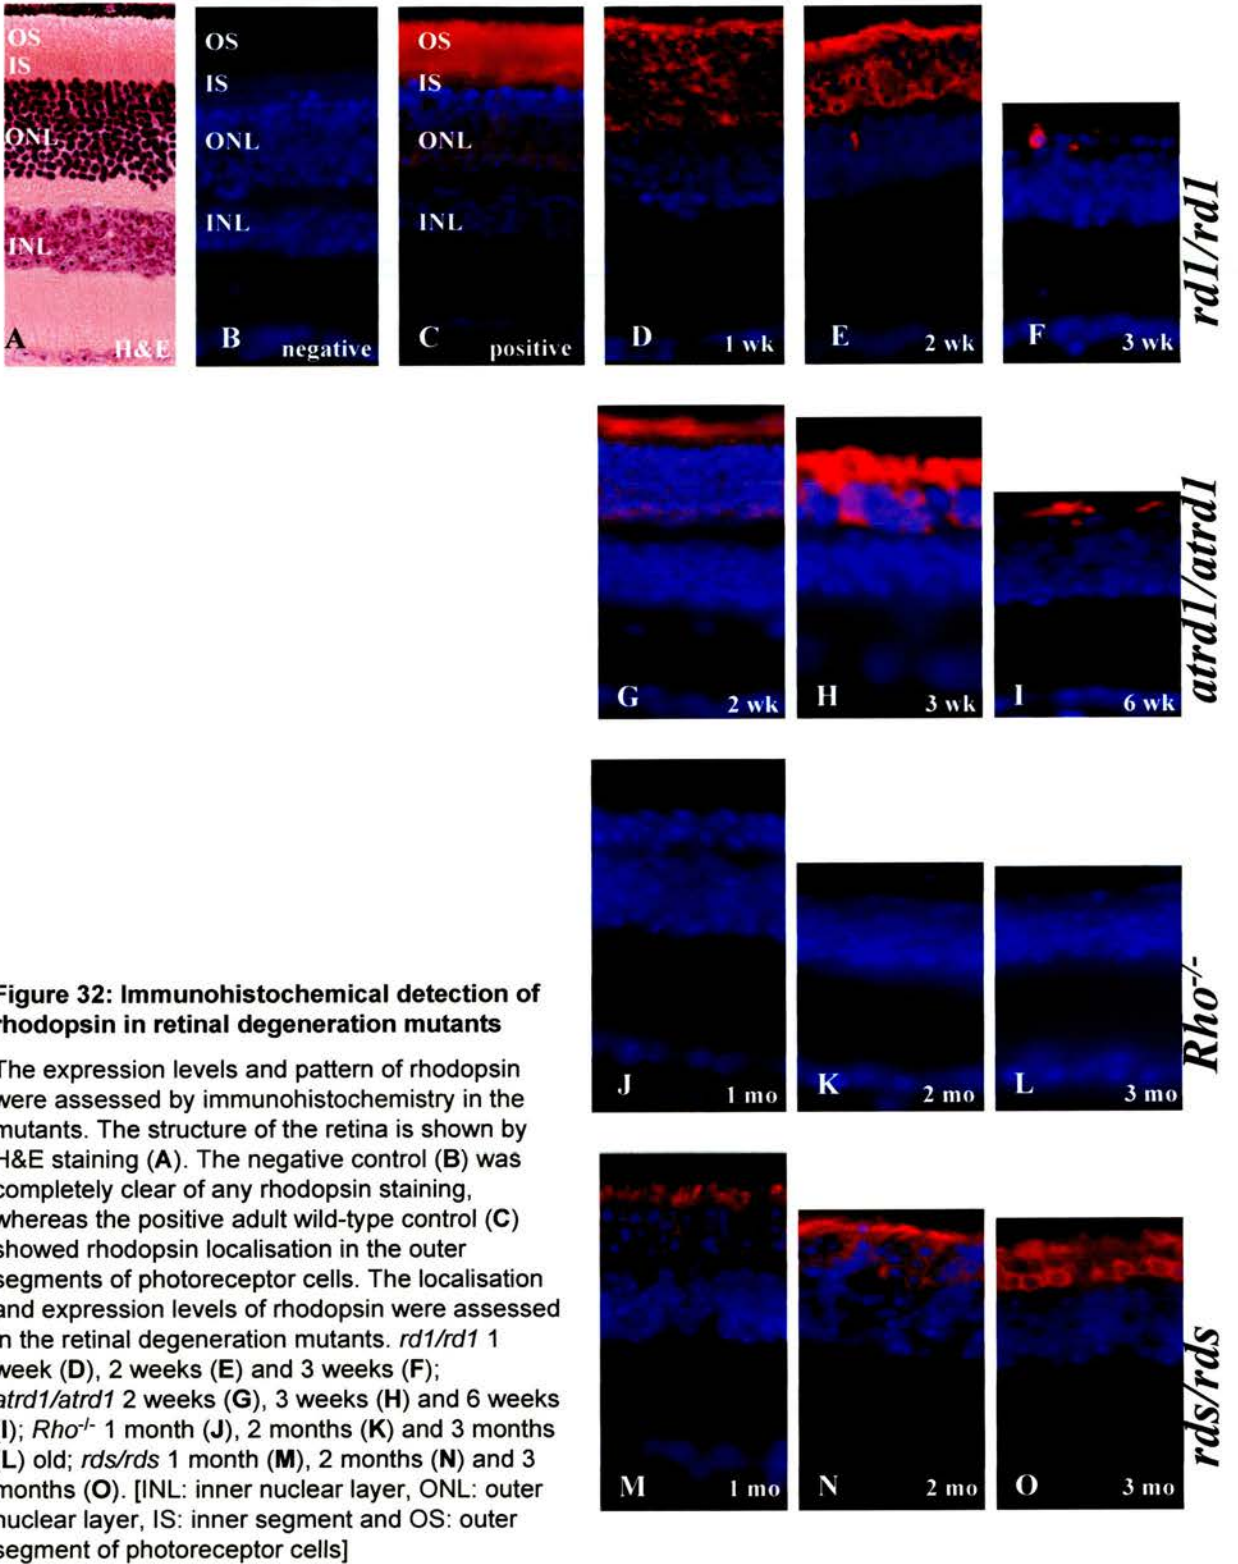 OS
IS
ONL
INL
A
H&E
OS
IS
ONL
INL
B
negative
OS
IS
ONL
INL
C
positive
D
1 wk
E
2 wk
F
3 wk
rd1/rd1
G
2 wk
H
3 wk
I
6 wk
atrd1/atrd1
J
1 mo
K
2 mo
L
3 mo
Rho-/-
M
1 mo
N
2 mo
O
3 mo
rds/rds
Figure 32: Immunohistochemical detection of
rhodopsin in retinal degeneration mutants
The expression levels and pattern of rhodopsin
were assessed by immunohistochemistry in the
mutants. The structure of the retina is shown by
H&E staining (A). The negative control (B) was
completely clear of any rhodopsin staining,
whereas the positive adult wild-type control (C)
showed rhodopsin localisation in the outer
segments of photoreceptor cells. The localisation
and expression levels of rhodopsin were assessed
in the retinal degeneration mutants. rd1/rd1 1
week (D), 2 weeks (E) and 3 weeks (F);
atrd1/atrd1 2 weeks (G), 3 weeks (H) and 6 weeks
(I); Rho-/- 1 month (J), 2 months (K) and 3 months
(L) old; rds/rds 1 month (M), 2 months (N) and 3
months (O). [INL: inner nuclear layer, ONL: outer
nuclear layer, IS: inner segment and OS: outer
segment of photoreceptor cells]